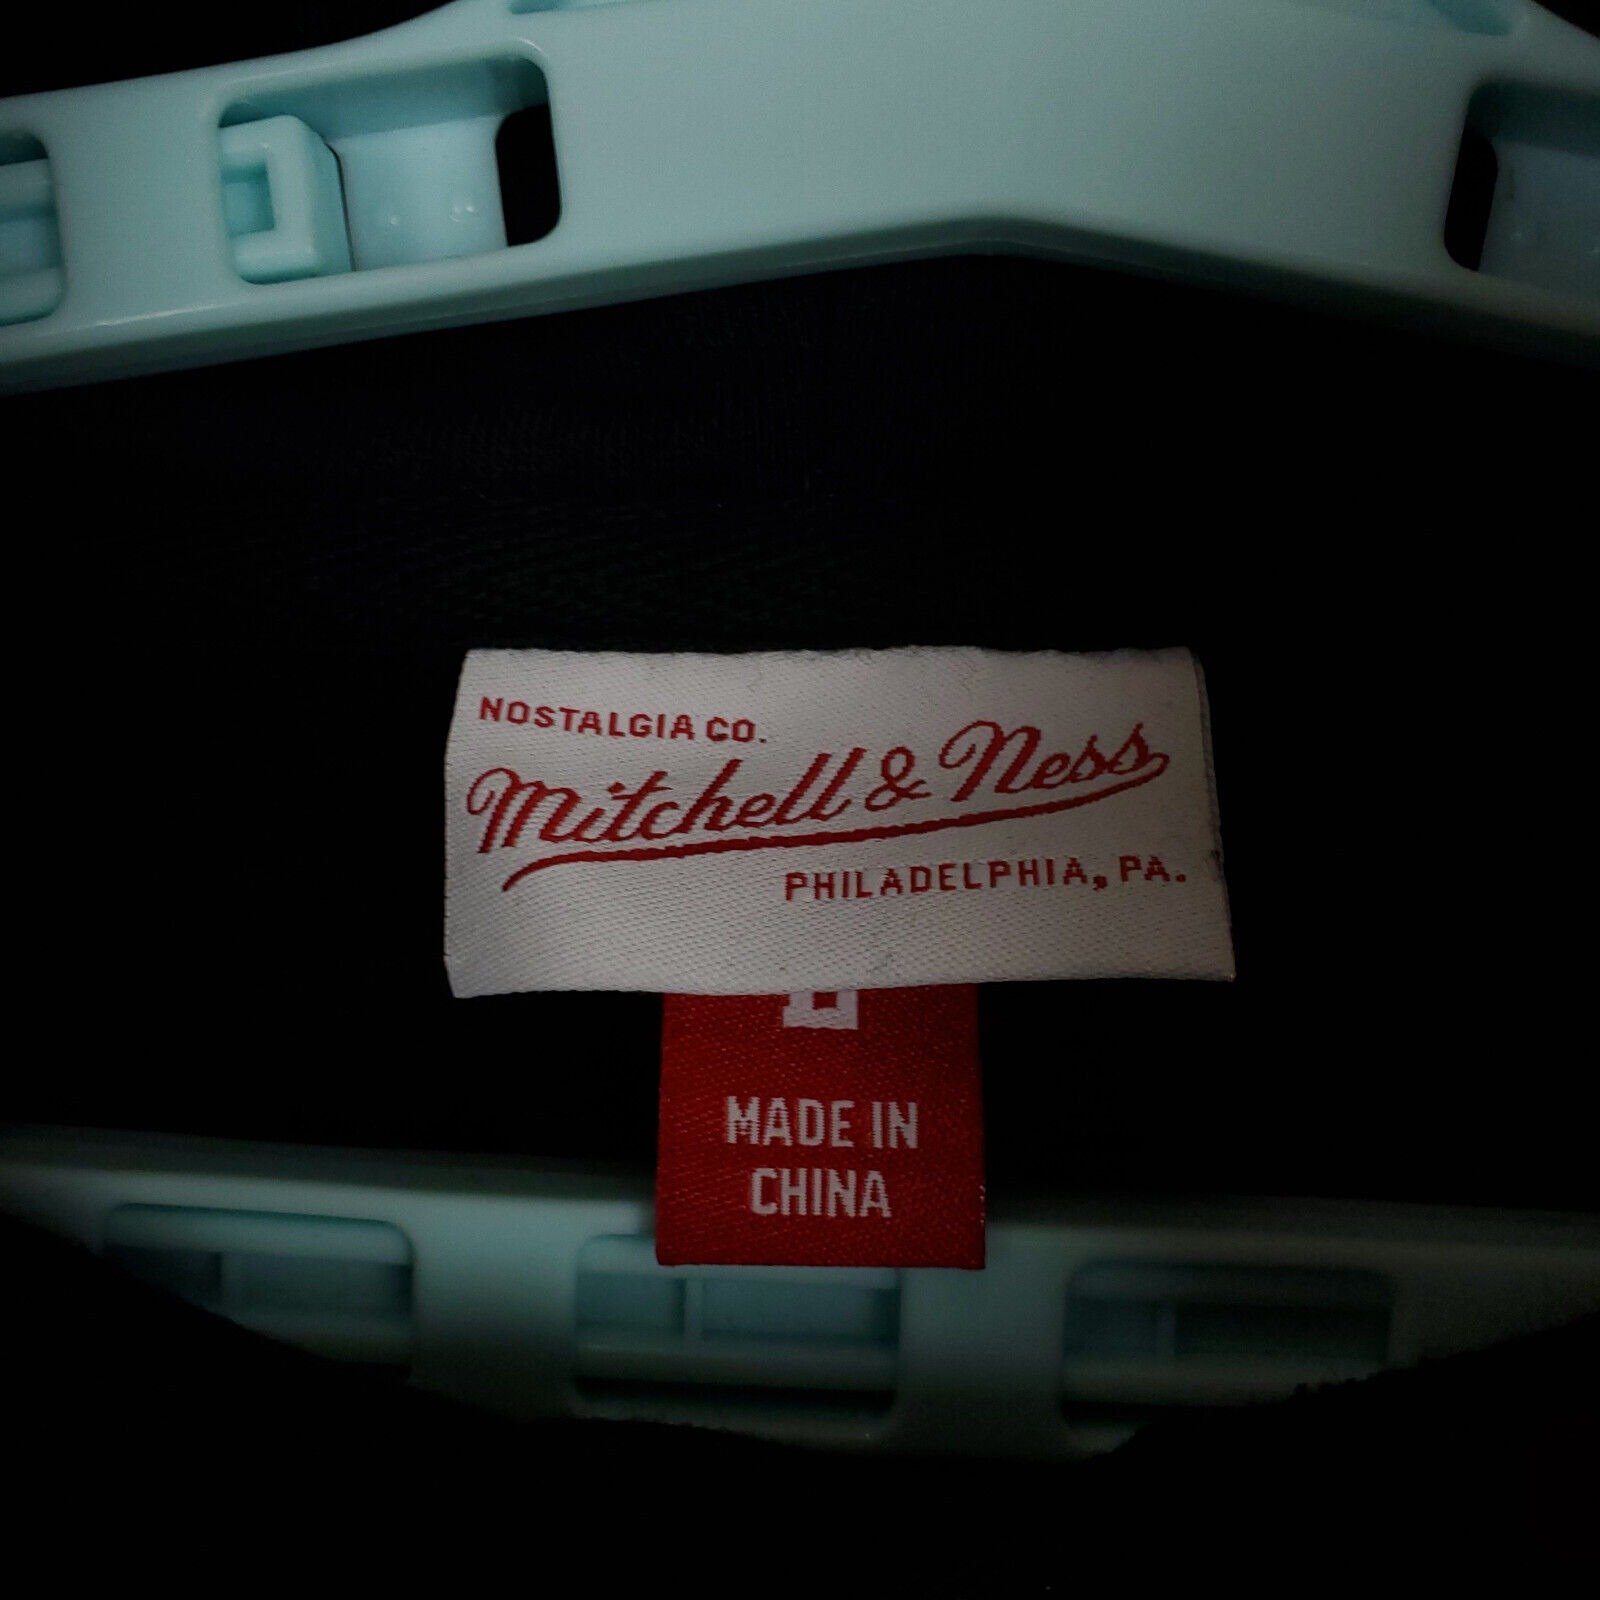 NOSTALGIA CO.
Mitchell & Ness
PHILADELPHIA, PA.
MADE IN
CHINA